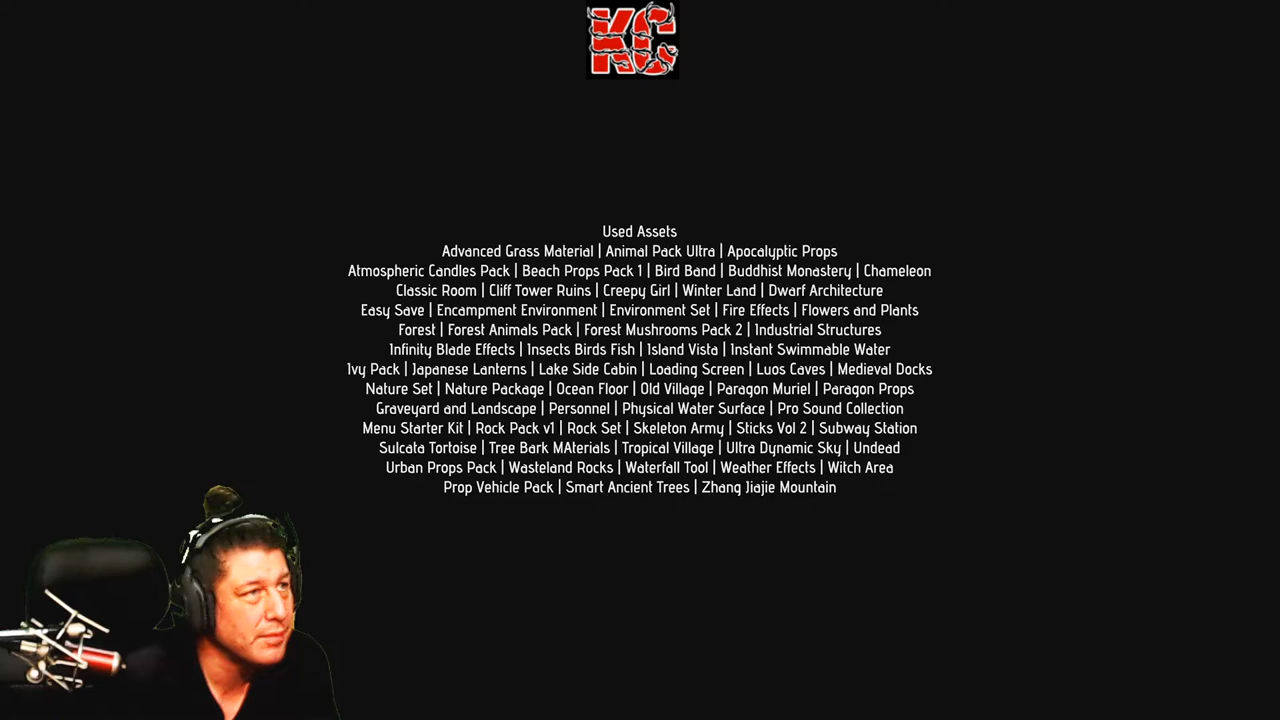 KC
Used Assets
Advanced Grass Material | Animal Pack Ultra | Apocalyptic Props
Atmospheric Candles Pack | Beach Props Pack 1 | Bird Band | Buddhist Monastery | Chameleon
Classic Room | Cliff Tower Ruins | Creepy Girl | Winter Land | Dwarf Architecture
Easy Save | Encampment Environment | Environment Set | Fire Effects | Flowers and Plants
Forest | Forest Animals Pack | Forest Mushrooms Pack 2 | Industrial Structures
Infinity Blade Effects | Insects Birds Fish | Island Vista | Instant Swimmable Water
Ivy Pack | Japanese Lanterns | Lake Side Cabin | Loading Screen | Luos Caves | Medieval Docks
Nature Set | Nature Package | Ocean Floor | Old Village | Paragon Muriel | Paragon Props
Graveyard and Landscape | Personnel | Physical Water Surface | Pro Sound Collection
Menu Starter Kit | Rock Pack v1 | Rock Set | Skeleton Army | Sticks Vol 2 | Subway Station
Sulcata Tortoise | Tree Bark MAterials | Tropical Village | Ultra Dynamic Sky | Undead
Urban Props Pack | Wasteland Rocks | Waterfall Tool | Weather Effects | Witch Area
Prop Vehicle Pack | Smart Ancient Trees | Zhang Jiajie Mountain